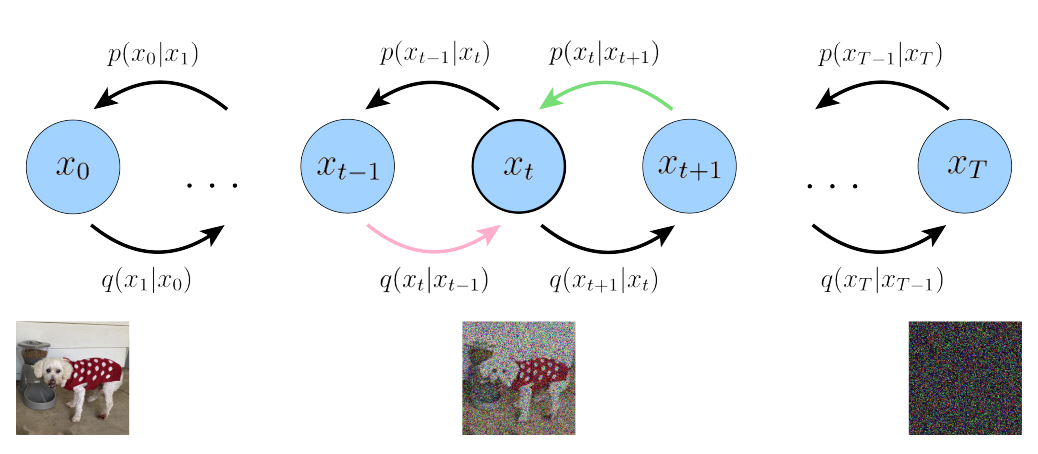 p(x_0|x_1) p(x_{t-1}|x_t) p(x_t|x_{t+1}) p(x_{T-1}|x_T)
x_0 . . . x_{t-1} x_t x_{t+1} . . . x_T
q(x_1|x_0) q(x_t|x_{t-1}) q(x_{t+1}|x_t) q(x_T|x_{T-1})